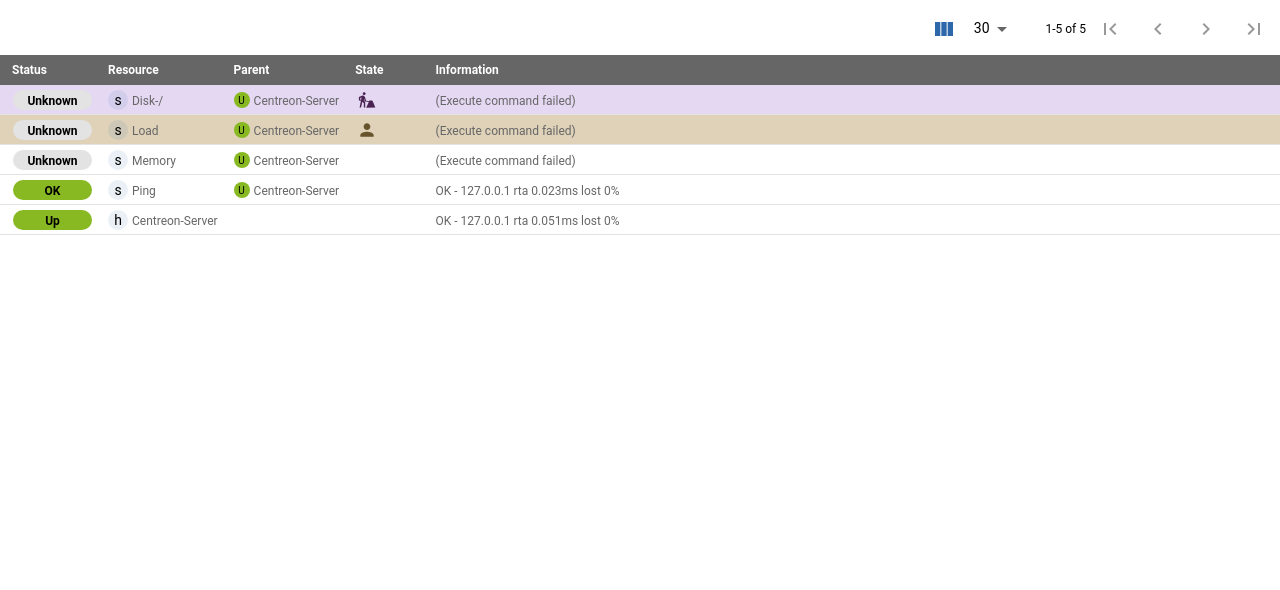 30 1-5 of 5
Status Resource Parent State Information
Unknown s Disk-/ U Centreon-Server (Execute command failed)
Unknown s Load U Centreon-Server (Execute command failed)
Unknown s Memory U Centreon-Server (Execute command failed)
OK s Ping U Centreon-Server OK - 127.0.0.1 rta 0.023ms lost 0%
Up h Centreon-Server OK - 127.0.0.1 rta 0.051ms lost 0%